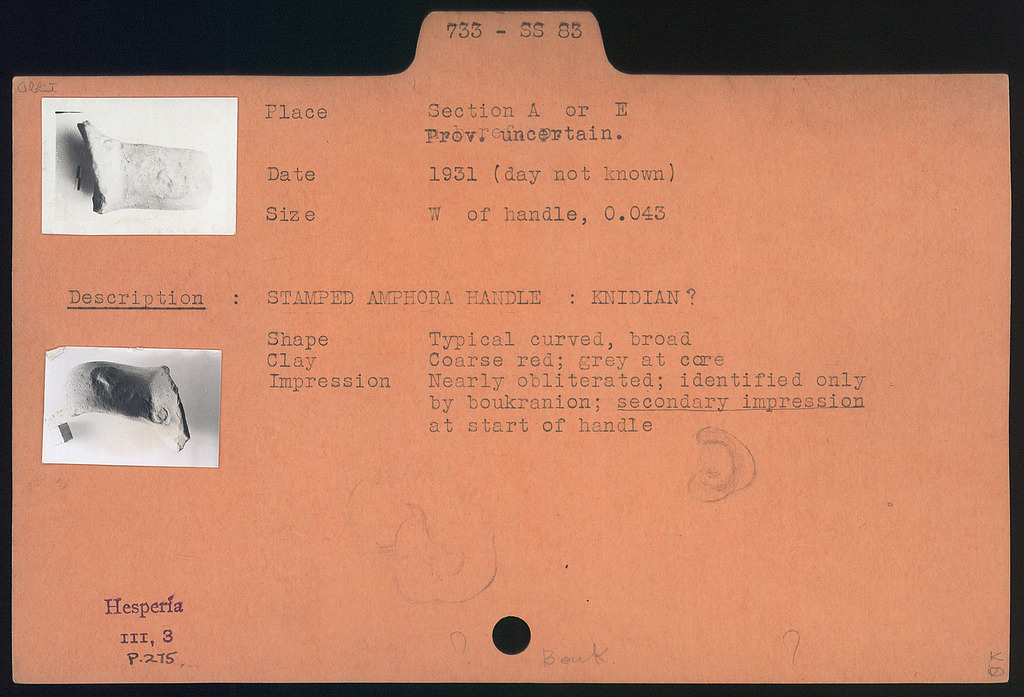 733 - SS 83
Place Section A or E
Prov. uncertain.
Date 1931 (day not known)
Size W of handle, 0.043
Description : STAMPED AMPHORA HANDLE : KNIDIAN ?
Shape Typical curved, broad
Clay Coarse red; grey at core
Impression Nearly obliterated; identified only
by boukranion; secondary impression
at start of handle
Hesperia
III, 3
P.275
? Bouk. ?
K